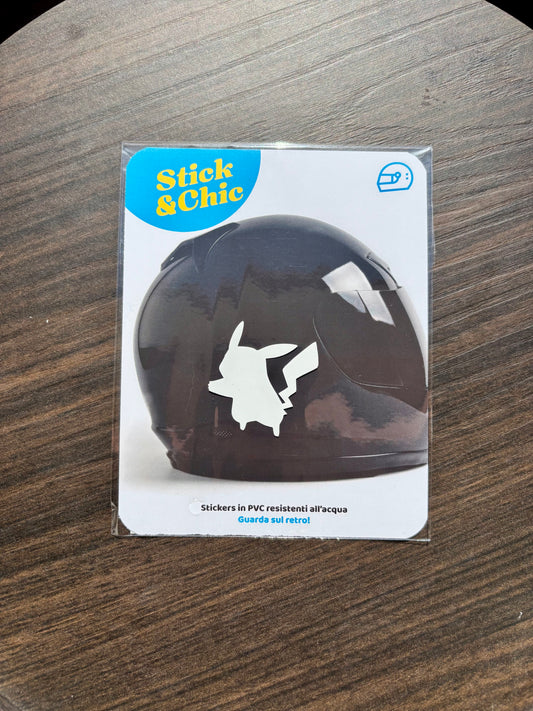 Stick
&Chic
Stickers in PVC resistenti all'acqua
Guarda sul retro!